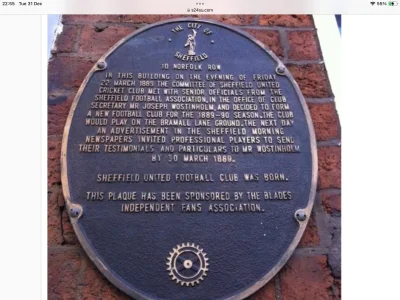 22:55 Tue 31 Dec
s24su.com
55%
THE CITY OF
SHEFFIELD
10 NORFOLK ROW
IN THIS BUILDING ON THE EVENING OF FRIDAY
22 MARCH 1889 THE COMMITTEE OF SHEFFIELD UNITED
CRICKET CLUB MET WITH SENIOR OFFICIALS FROM THE
SHEFFIELD FOOTBALL ASSOCIATION, IN THE OFFICE OF CLUB
SECRETARY MR JOSEPH WOSTINHOLM, AND DECIDED TO FORM
A NEW FOOTBALL CLUB FOR THE 1889-90 SEASON. THE CLUB
WOULD PLAY ON THE BRAMALL LANE GROUND. THE NEXT DAY
AN ADVERTISEMENT IN THE SHEFFIELD MORNING
NEWSPAPERS INVITED PROFESSIONAL PLAYERS TO SEND
THEIR TESTIMONIALS AND PARTICULARS TO MR WOSTINHOLM
BY 30 MARCH 1889.
SHEFFIELD UNITED FOOTBALL CLUB WAS BORN.
THIS PLAQUE HAS BEEN SPONSORED BY THE BLADES
INDEPENDENT FANS ASSOCIATION.